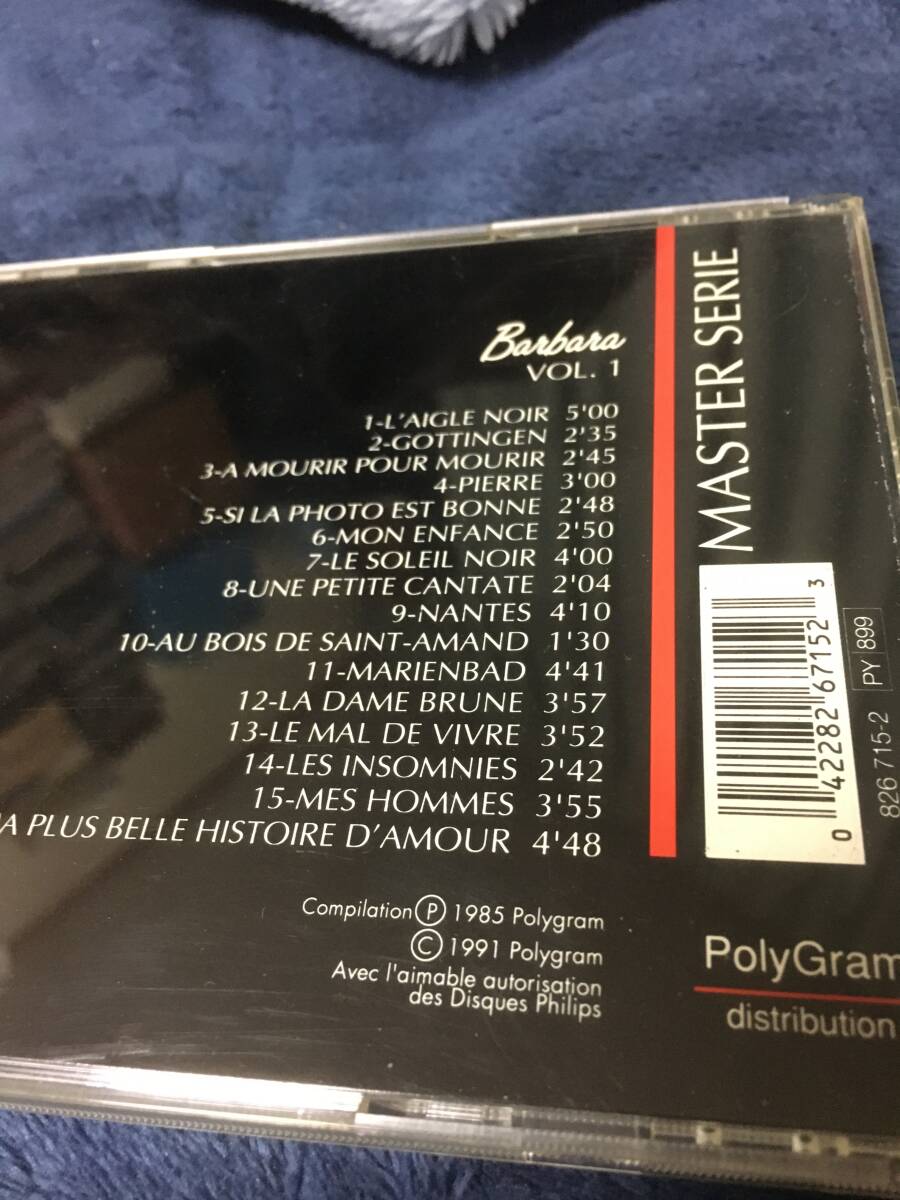 Barbara
VOL. 1
1-L'AIGLE NOIR 5'00
2-GOTTINGEN 2'35
3-A MOURIR POUR MOURIR 2'45
4-PIERRE 3'00
5-SI LA PHOTO EST BONNE 2'48
6-MON ENFANCE 2'50
7-LE SOLEIL NOIR 4'00
8-UNE PETITE CANTATE 2'04
9-NANTES 4'10
10-AU BOIS DE SAINT-AMAND 1'30
11-MARIENBAD 4'41
12-LA DAME BRUNE 3'57
13-LE MAL DE VIVRE 3'52
14-LES INSOMNIES 2'42
15-MES HOMMES 3'55
PLUS BELLE HISTOIRE D'AMOUR 4'48
Compilation Ⓟ 1985 Polygram
© 1991 Polygram
Avec l'aimable autorisation
des Disques Philips
MASTER SERIE
0 42282 67152 3
826 715-2
PY 899
PolyGram
distribution